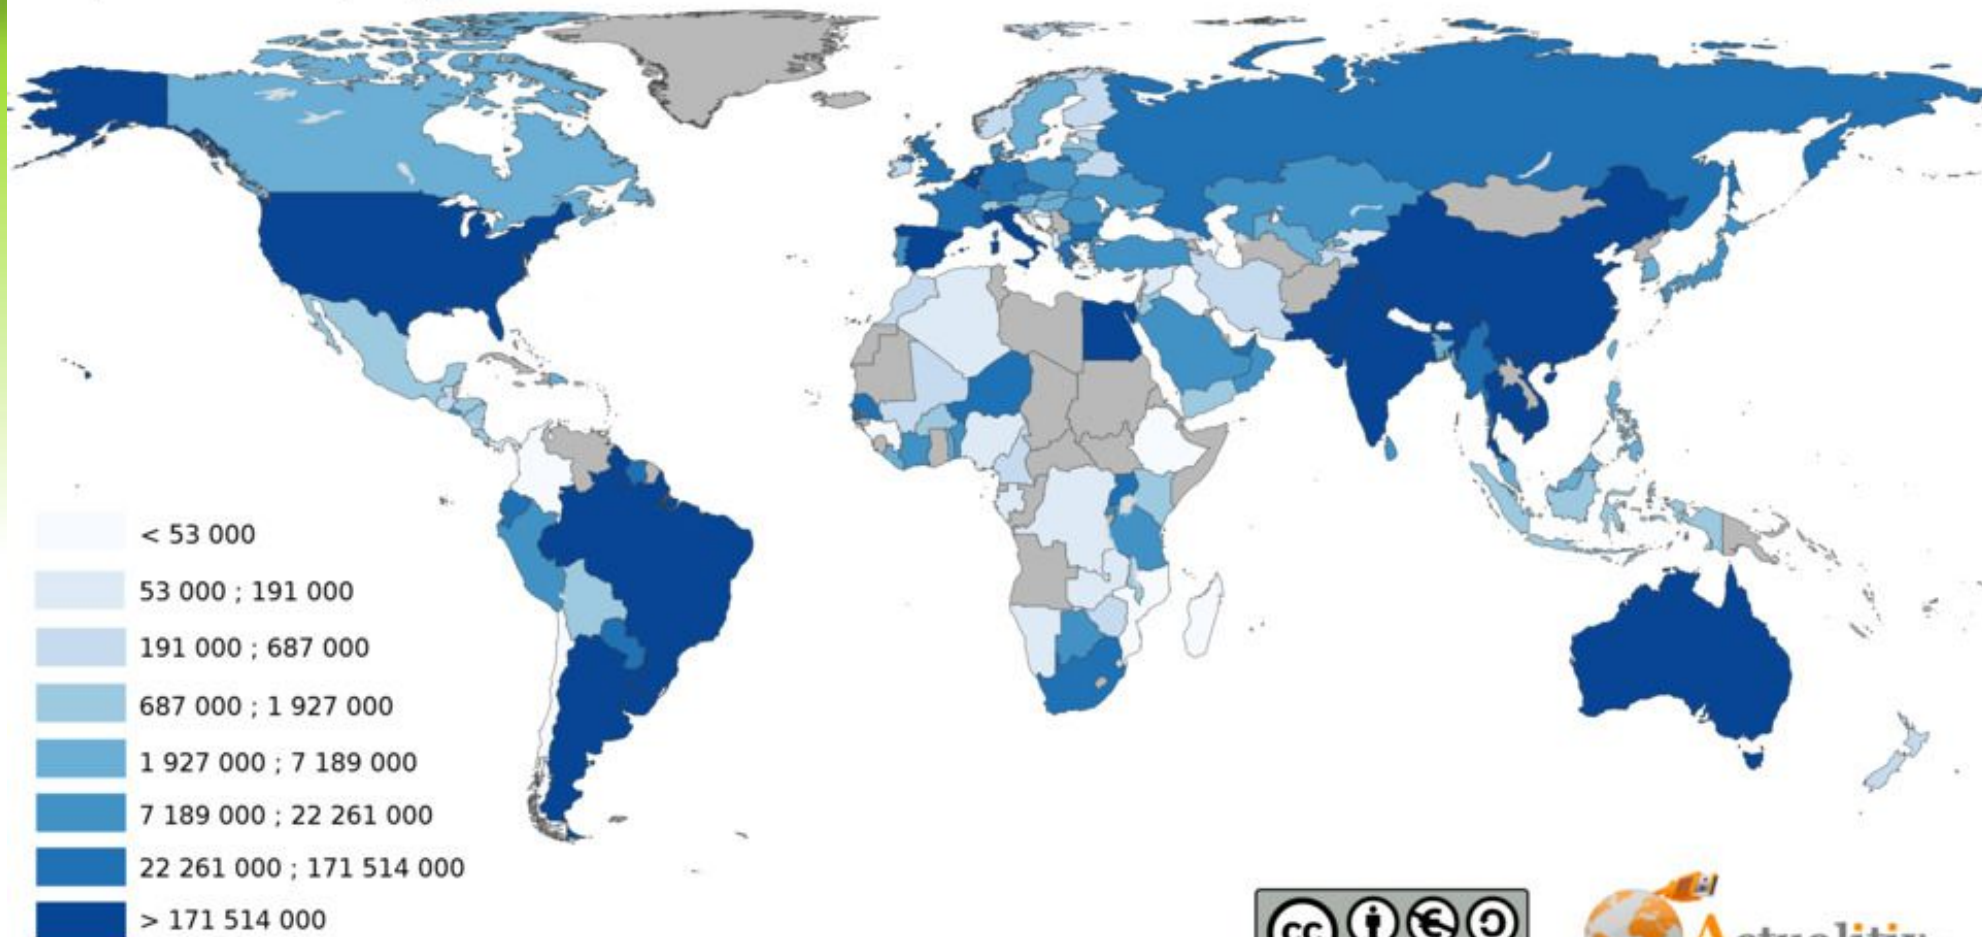 < 53 000
53 000 ; 191 000
191 000 ; 687 000
687 000 ; 1 927 000
1 927 000 ; 7 189 000
7 189 000 ; 22 261 000
22 261 000 ; 171 514 000
> 171 514 000
cc